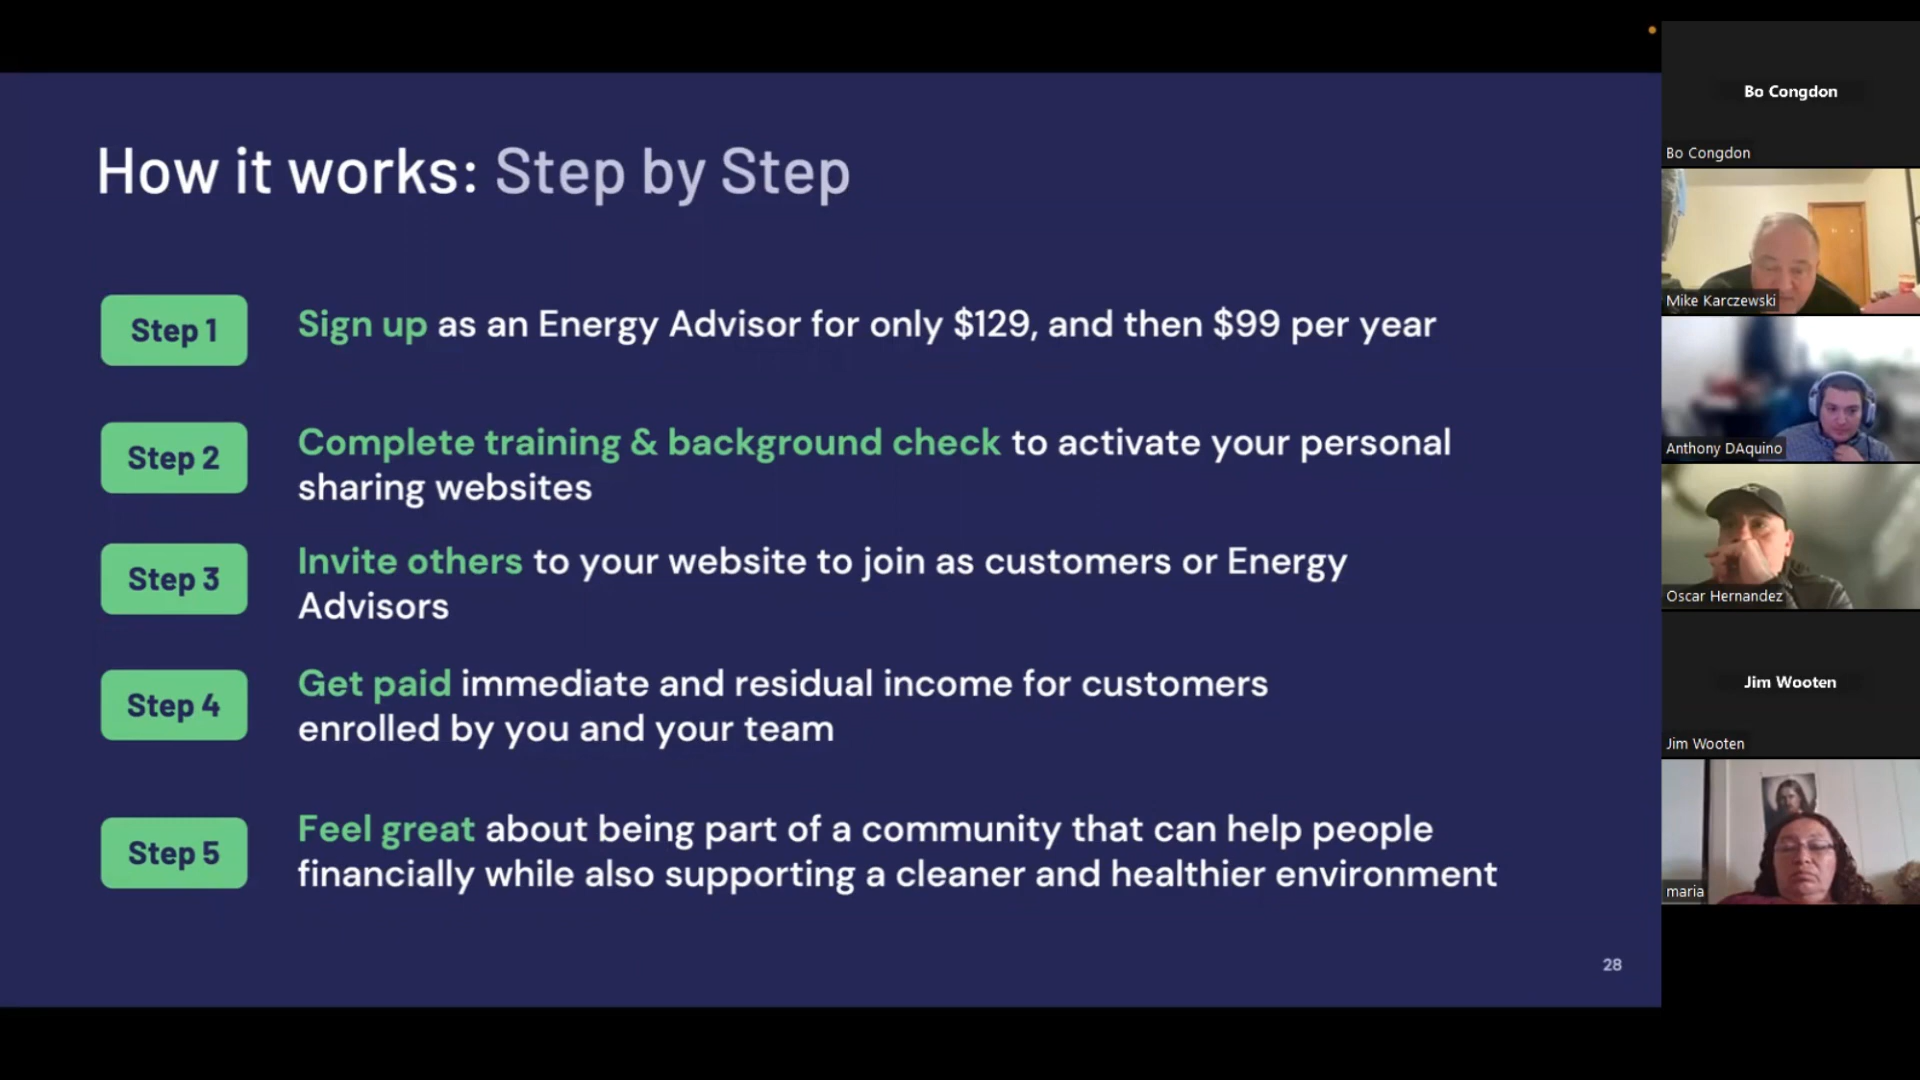 How it works: Step by Step
Step 1
Sign up as an Energy Advisor for only $129, and then $99 per year
Step 2
Complete training & background check to activate your personal
sharing websites
Step 3
Invite others to your website to join as customers or Energy
Advisors
Step 4
Get paid immediate and residual income for customers
enrolled by you and your team
Step 5
Feel great about being part of a community that can help people
financially while also supporting a cleaner and healthier environment
28
Bo Congdon
Bo Congdon
Mike Karczewski
Anthony DAquino
Oscar Hernandez
Jim Wooten
Jim Wooten
maria